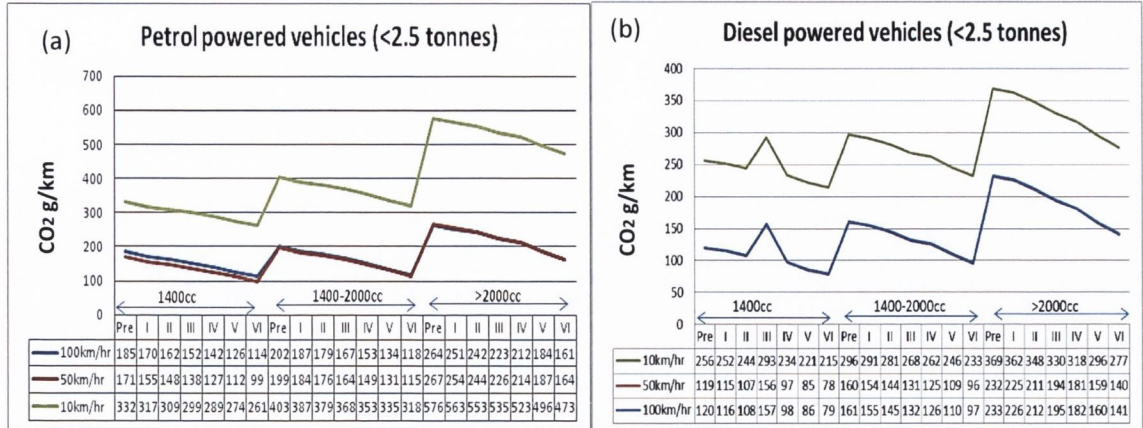 (a)
Petrol powered vehicles (<2.5 tonnes)
700
600
500
400
300
200
100
0
CO2 g/km
1400cc
1400-2000cc
>2000cc
Pre I II III IV V VI Pre I II III IV V VI Pre I II III IV V VI
100km/hr 185 170 162 152 142 126 114 202 187 179 167 153 134 118 264 251 242 223 212 184 161
50km/hr 171 155 148 138 127 112 99 199 184 176 164 149 131 115 267 254 244 226 214 187 164
10km/hr 332 317 309 299 289 274 261 403 387 379 368 353 335 318 576 563 553 535 523 496 473
(b)
Diesel powered vehicles (<2.5 tonnes)
400
350
300
250
200
150
100
50
0
CO2 g/km
1400cc
1400-2000cc
>2000cc
Pre I II III IV V VI Pre I II III IV V VI Pre I II III IV V VI
10km/hr 256 252 244 293 234 221 215 296 291 281 268 262 246 233 369 362 348 330 318 296 277
50km/hr 119 115 107 156 97 85 78 160 154 144 131 125 109 96 232 225 211 194 181 159 140
100km/hr 120 116 108 157 98 86 79 161 155 145 132 126 110 97 233 226 212 195 182 160 141